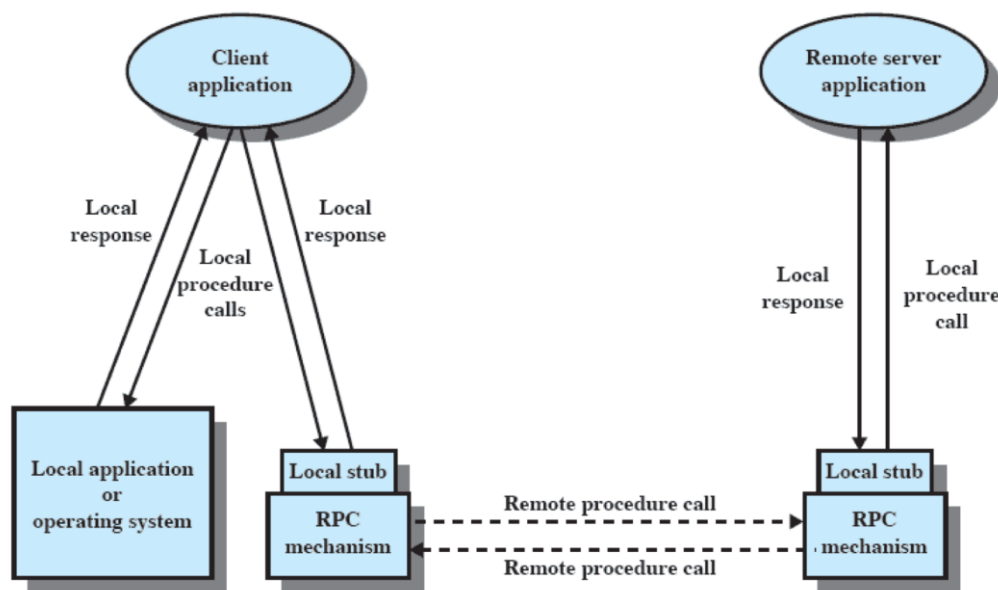 Client
application
Remote server
application
Local
response
Local
procedure
calls
Local
response
Local
response
Local
procedure
call
Local application
or
operating system
Local stub
RPC
mechanism
Remote procedure call
Remote procedure call
Local stub
RPC
mechanism